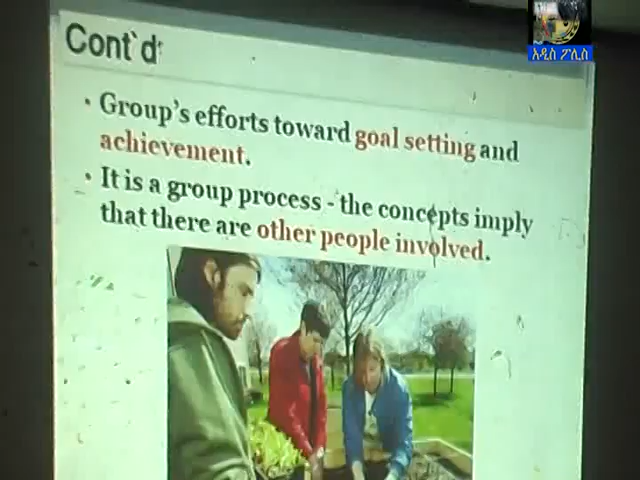 አዲስ ፖሊስ
Cont`d
• Group's efforts toward goal setting and
achievement.
• It is a group process - the concepts imply
that there are other people involved.